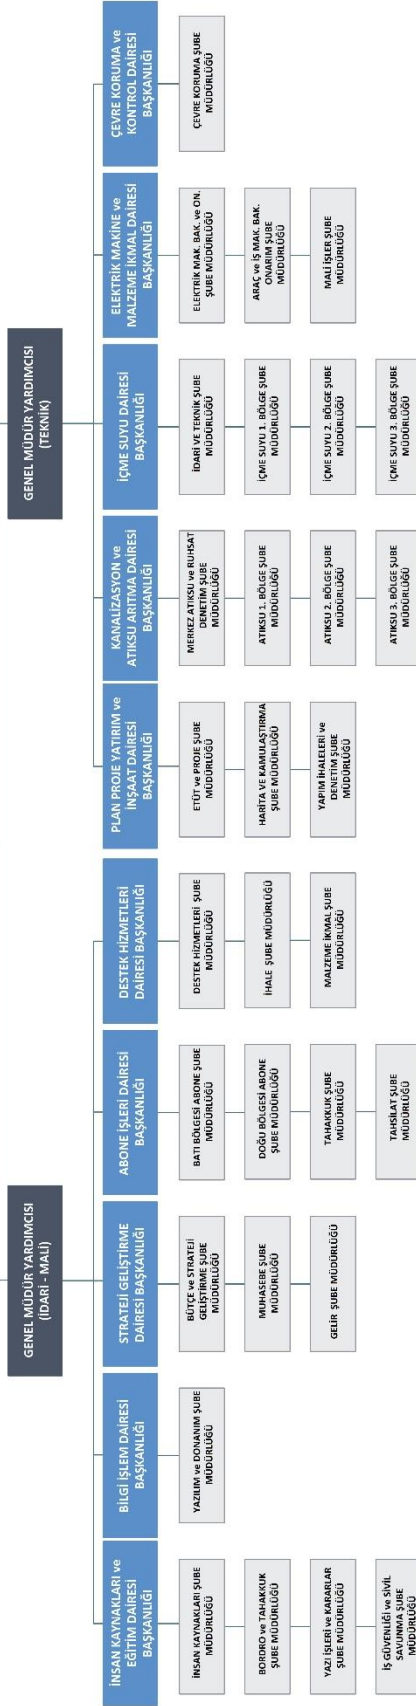 GENEL MÜDÜR YARDIMCISI
(İDARİ - MALİ)
GENEL MÜDÜR YARDIMCISI
(TEKNİK)
İNSAN KAYNAKLARI ve
EĞİTİM DAİRESİ
BAŞKANLIĞI
BİLGİ İŞLEM DAİRESİ
BAŞKANLIĞI
STRATEJİ GELİŞTİRME
DAİRESİ BAŞKANLIĞI
ABONE İŞLERİ DAİRESİ
BAŞKANLIĞI
DESTEK HİZMETLERİ
DAİRESİ BAŞKANLIĞI
PLAN PROJE YATIRIM ve
İNŞAAT DAİRESİ
BAŞKANLIĞI
KANALİZASYON ve
ATIKSU ARITMA DAİRESİ
BAŞKANLIĞI
İÇME SUYU DAİRESİ
BAŞKANLIĞI
ELEKTRİK MAKİNE ve
MALZEME İKMAL DAİRESİ
BAŞKANLIĞI
ÇEVRE KORUMA ve
KONTROL DAİRESİ
BAŞKANLIĞI
İNSAN KAYNAKLARI ŞUBE
MÜDÜRLÜĞÜ
YAZILIM ve DONANIM ŞUBE
MÜDÜRLÜĞÜ
BÜTÇE ve STRATEJİ
GELİŞTİRME ŞUBE
MÜDÜRLÜĞÜ
BATI BÖLGESİ ABONE ŞUBE
MÜDÜRLÜĞÜ
DESTEK HİZMETLERİ ŞUBE
MÜDÜRLÜĞÜ
ETÜT ve PROJE ŞUBE
MÜDÜRLÜĞÜ
MERKEZ ATIKSU ve RUHSAT
DENETİM ŞUBE
MÜDÜRLÜĞÜ
İDARİ VE TEKNİK ŞUBE
MÜDÜRLÜĞÜ
ELEKTRİK MAK. BAK. ve ON.
ŞUBE MÜDÜRLÜĞÜ
ÇEVRE KORUMA ŞUBE
MÜDÜRLÜĞÜ
BORDRO ve TAHAKKUK
ŞUBE MÜDÜRLÜĞÜ
MUHASEBE ŞUBE
MÜDÜRLÜĞÜ
DOĞU BÖLGESİ ABONE
ŞUBE MÜDÜRLÜĞÜ
İHALE ŞUBE MÜDÜRLÜĞÜ
HARİTA VE KAMULAŞTIRMA
ŞUBE MÜDÜRLÜĞÜ
ATIKSU 1. BÖLGE ŞUBE
MÜDÜRLÜĞÜ
İÇME SUYU 1. BÖLGE ŞUBE
MÜDÜRLÜĞÜ
ARAÇ ve İŞ MAK. BAK.
ONARIM ŞUBE
MÜDÜRLÜĞÜ
YAZI İŞLERİ ve KARARLAR
ŞUBE MÜDÜRLÜĞÜ
GELİR ŞUBE MÜDÜRLÜĞÜ
TAHAKKUK ŞUBE
MÜDÜRLÜĞÜ
MALZEME İKMAL ŞUBE
MÜDÜRLÜĞÜ
YAPIM İHALELERİ ve
DENETİM ŞUBE
MÜDÜRLÜĞÜ
ATIKSU 2. BÖLGE ŞUBE
MÜDÜRLÜĞÜ
İÇME SUYU 2. BÖLGE ŞUBE
MÜDÜRLÜĞÜ
MALİ İŞLER ŞUBE
MÜDÜRLÜĞÜ
İŞ GÜVENLİĞİ ve SİVİL
SAVUNMA ŞUBE
MÜDÜRLÜĞÜ
TAHSİLAT ŞUBE
MÜDÜRLÜĞÜ
ATIKSU 3. BÖLGE ŞUBE
MÜDÜRLÜĞÜ
İÇME SUYU 3. BÖLGE ŞUBE
MÜDÜRLÜĞÜ